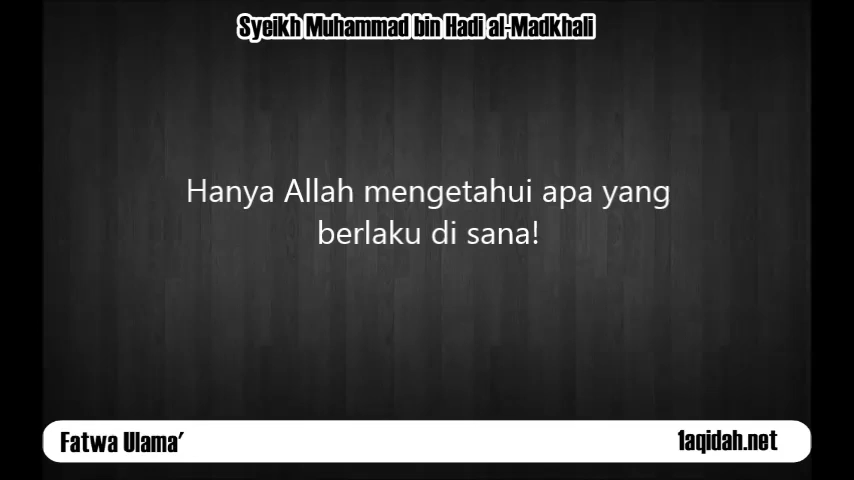 Syeikh Muhammad bin Hadi al-Madkhali
Hanya Allah mengetahui apa yang
berlaku di sana!
Fatwa Ulama'
1aqidah.net